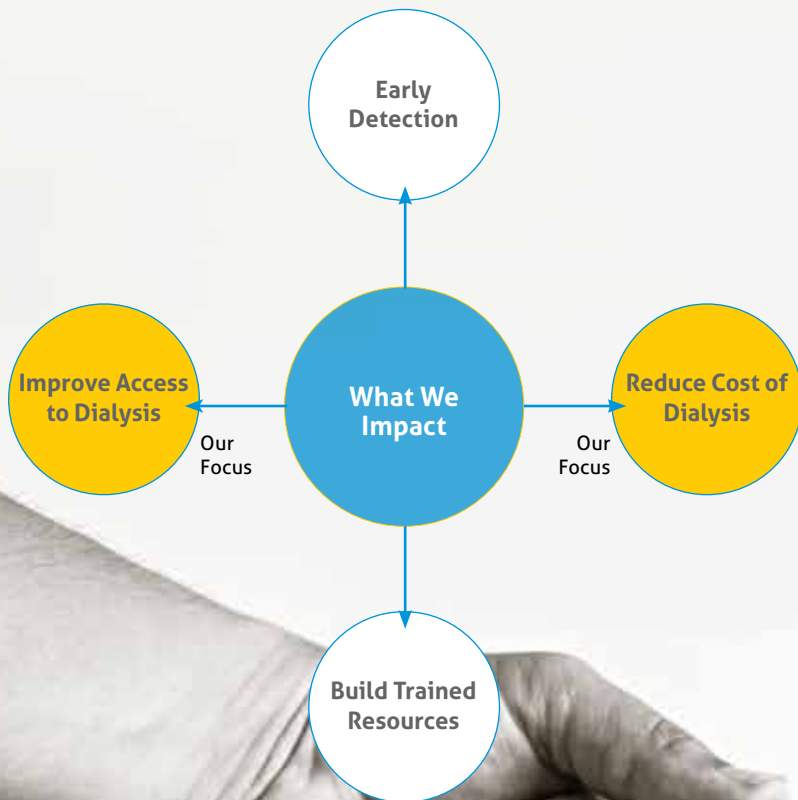 Early
Detection
Improve Access
to Dialysis
What We
Impact
Reduce Cost of
Dialysis
Our
Focus
Our
Focus
Build Trained
Resources